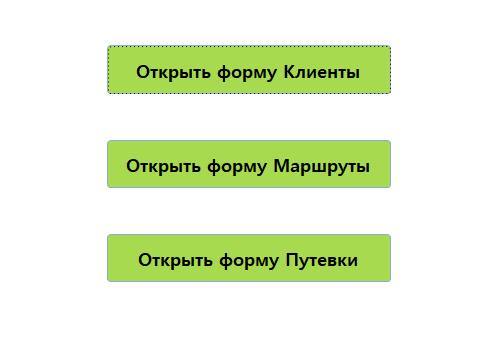 Открыть форму Клиенты
Открыть форму Маршруты
Открыть форму Путевки